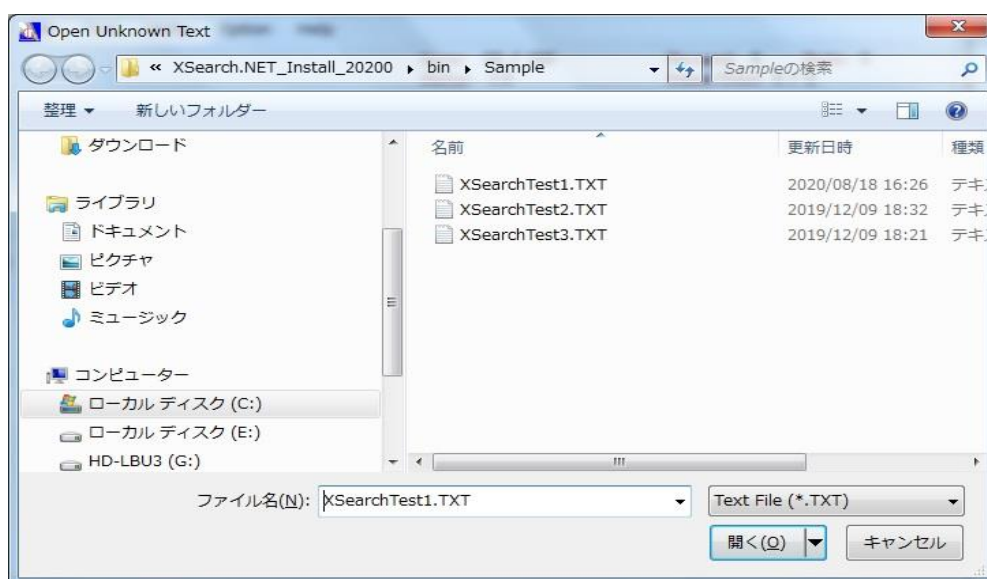 Open Unknown Text
« XSearch.NET_Install_20200 ▸ bin ▸ Sample
Sampleの検索
整理 ▼ 新しいフォルダー
ダウンロード
ライブラリ
ドキュメント
ピクチャ
ビデオ
ミュージック
コンピューター
ローカル ディスク (C:)
ローカル ディスク (E:)
HD-LBU3 (G:)
名前 更新日時 種類
XSearchTest1.TXT 2020/08/18 16:26 テキ
XSearchTest2.TXT 2019/12/09 18:32 テキ
XSearchTest3.TXT 2019/12/09 18:21 テキ
ファイル名(N): XSearchTest1.TXT
Text File (*.TXT)
開く(O) キャンセル